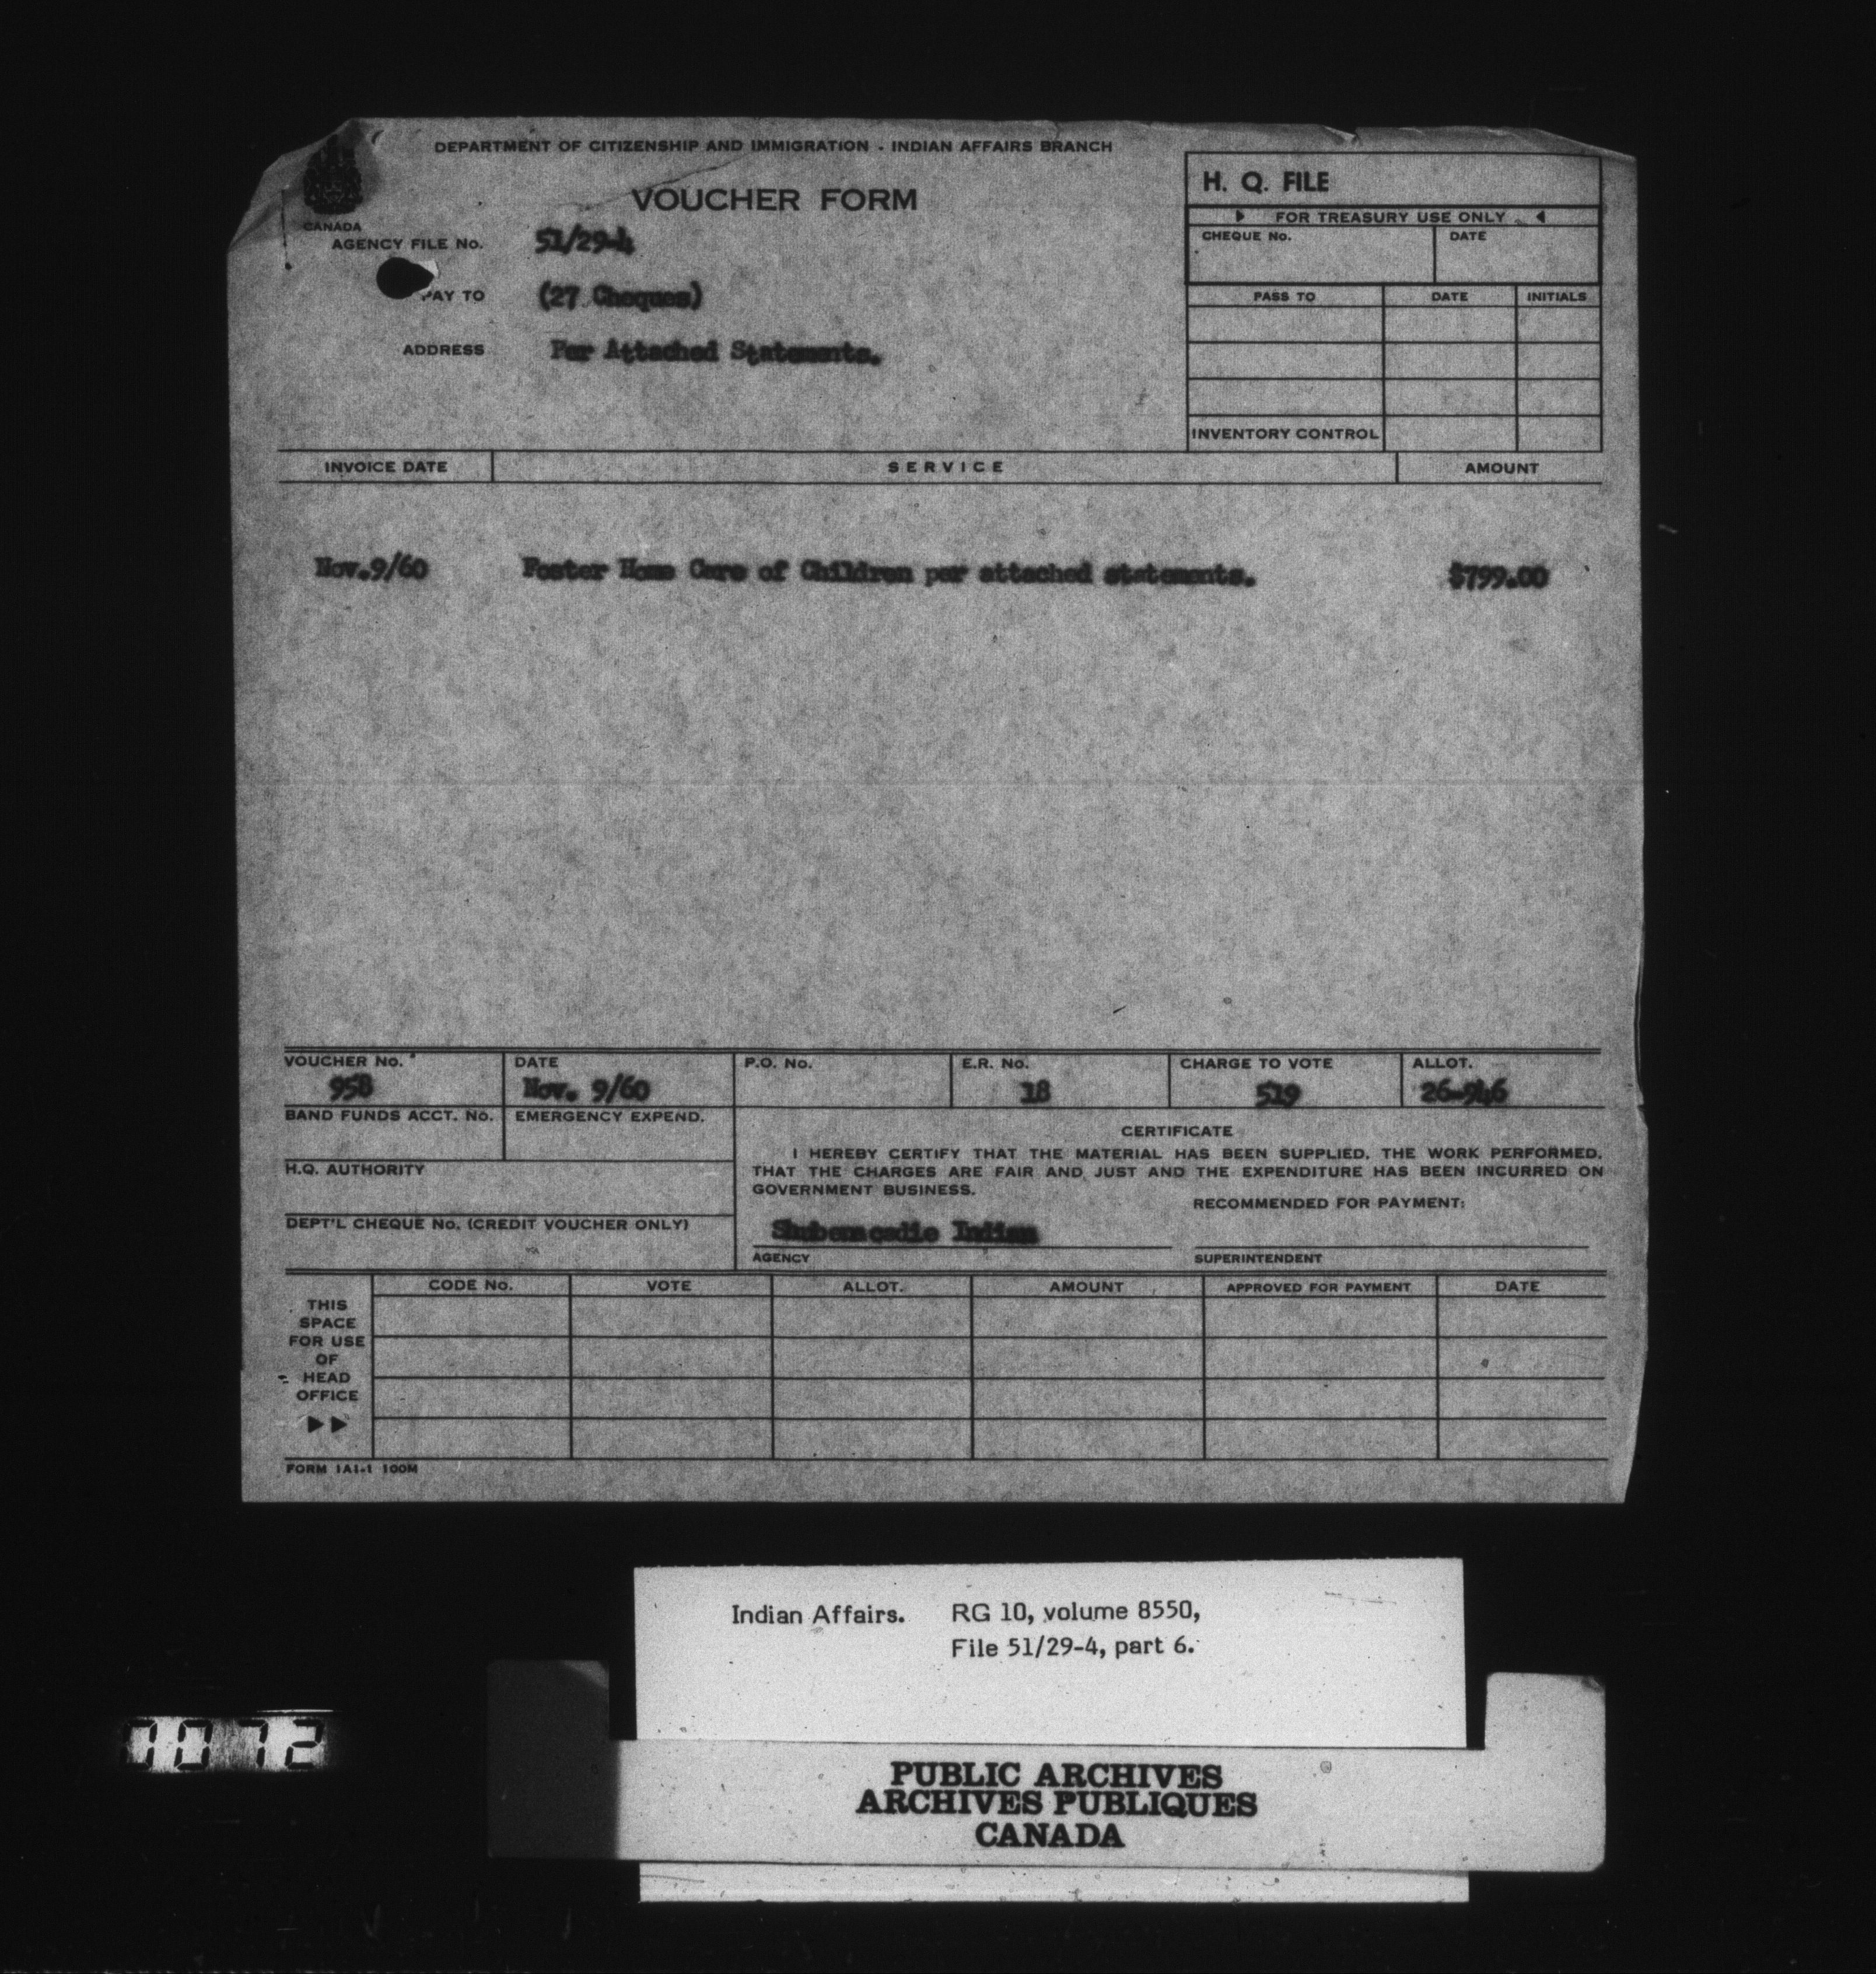 DEPARTMENT OF CITIZENSHIP AND IMMIGRATION - INDIAN AFFAIRS BRANCH
VOUCHER FORM
CANADA
AGENCY FILE No. 51/29-4
PAY TO (27 Cheques)
ADDRESS Per Attached Statements.
H. Q. FILE
FOR TREASURY USE ONLY
CHEQUE No. DATE
PASS TO DATE INITIALS
INVENTORY CONTROL
INVOICE DATE SERVICE AMOUNT
Nov.9/60 Foster Home Care of Children per attached statements. $799.00
VOUCHER No. DATE P.O. No. E.R. No. CHARGE TO VOTE ALLOT.
958 Nov. 9/60 18 519 26-946
BAND FUNDS ACCT. No. EMERGENCY EXPEND.
H.Q. AUTHORITY
DEPT'L CHEQUE No. (CREDIT VOUCHER ONLY)
CERTIFICATE
I HEREBY CERTIFY THAT THE MATERIAL HAS BEEN SUPPLIED, THE WORK PERFORMED,
THAT THE CHARGES ARE FAIR AND JUST AND THE EXPENDITURE HAS BEEN INCURRED ON
GOVERNMENT BUSINESS.
RECOMMENDED FOR PAYMENT:
Shubenacadie Indian
AGENCY SUPERINTENDENT
CODE No. VOTE ALLOT. AMOUNT APPROVED FOR PAYMENT DATE
THIS
SPACE
FOR USE
OF
HEAD
OFFICE
FORM 1A1-1 100M
Indian Affairs. RG 10, volume 8550,
File 51/29-4, part 6.
7072
PUBLIC ARCHIVES
ARCHIVES PUBLIQUES
CANADA